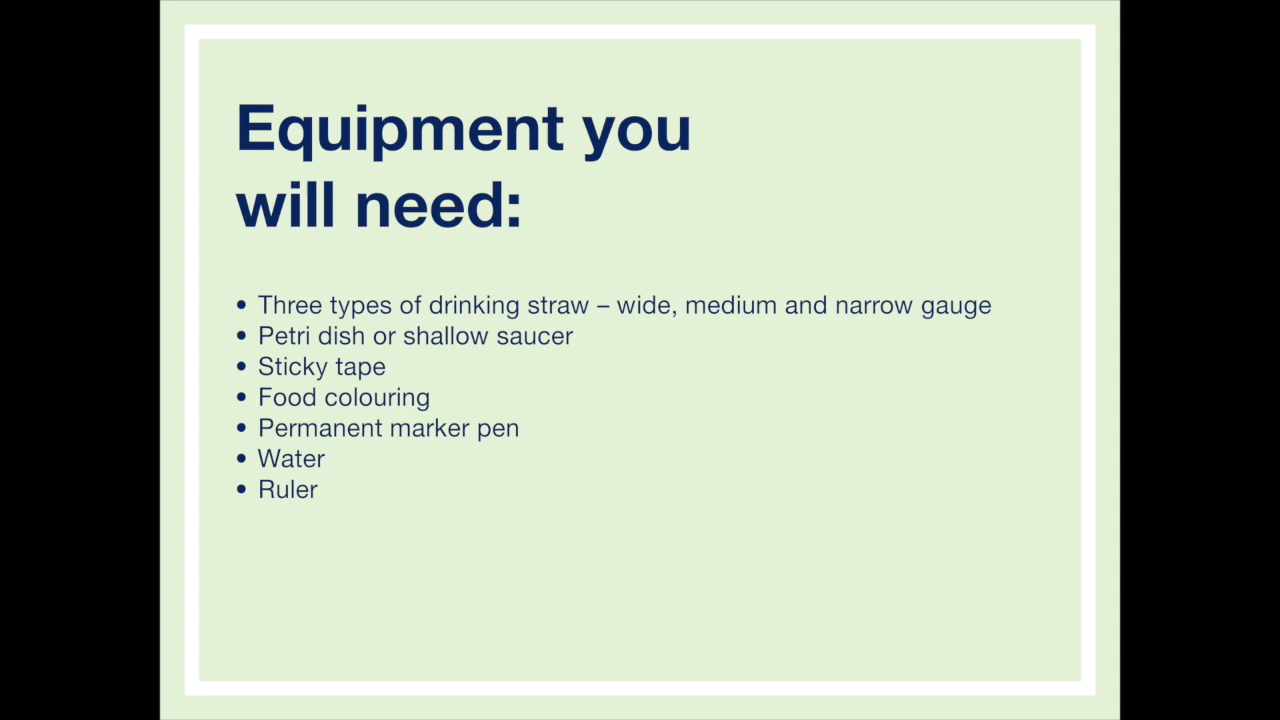 Equipment you
will need:
• Three types of drinking straw – wide, medium and narrow gauge
• Petri dish or shallow saucer
• Sticky tape
• Food colouring
• Permanent marker pen
• Water
• Ruler